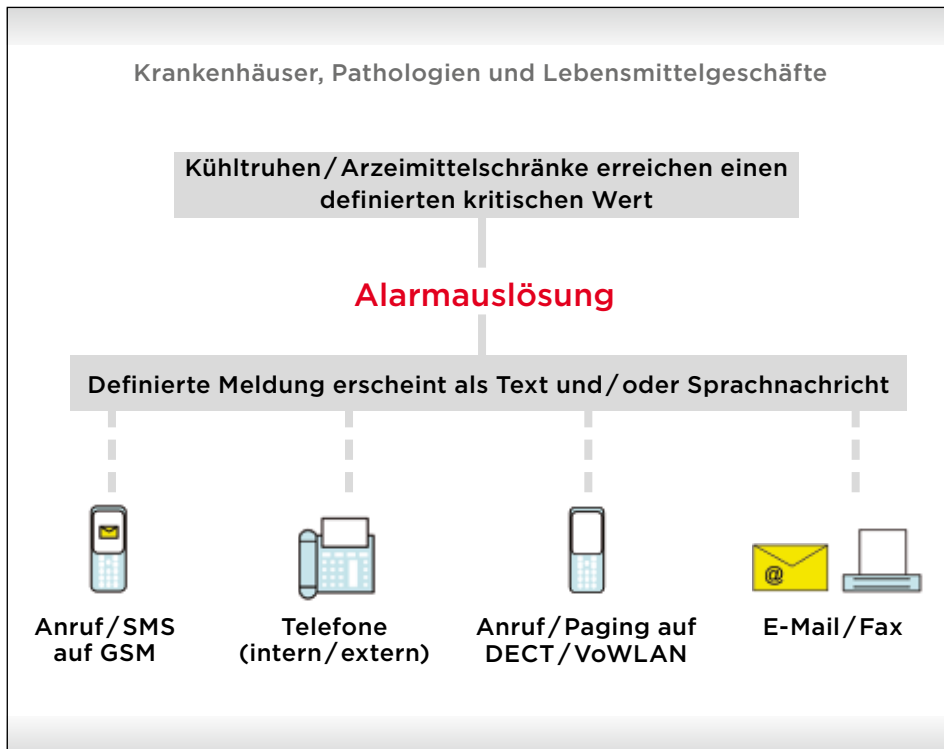 Krankenhäuser, Pathologien und Lebensmittelgeschäfte
Kühltruhen/Arzeimittelschränke erreichen einen
definierten kritischen Wert
Alarmauslösung
Definierte Meldung erscheint als Text und/oder Sprachnachricht
Anruf/SMS
auf GSM
Telefone
(intern/extern)
Anruf/Paging auf
DECT/VoWLAN
@
E-Mail/Fax